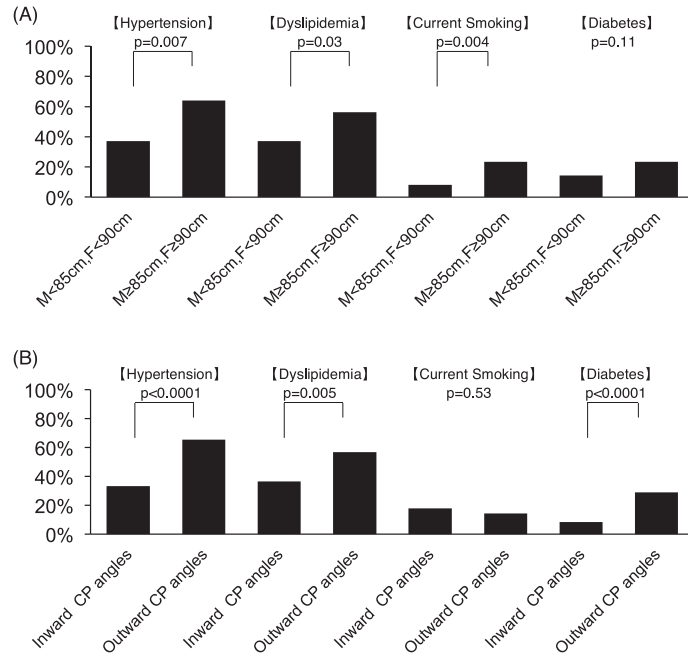 (A)
【Hypertension】 【Dyslipidemia】 【Current Smoking】 【Diabetes】
p=0.007 p=0.03 p=0.004 p=0.11
100%
80%
60%
40%
20%
0%
M<85cm,F<90cm
M≥85cm,F≥90cm
M<85cm,F<90cm
M≥85cm,F≥90cm
M<85cm,F<90cm
M≥85cm,F≥90cm
M<85cm,F<90cm
M≥85cm,F≥90cm
(B)
【Hypertension】 【Dyslipidemia】 【Current Smoking】 【Diabetes】
p<0.0001 p=0.005 p=0.53 p<0.0001
100%
80%
60%
40%
20%
0%
Inward CP angles
Outward CP angles
Inward CP angles
Outward CP angles
Inward CP angles
Outward CP angles
Inward CP angles
Outward CP angles